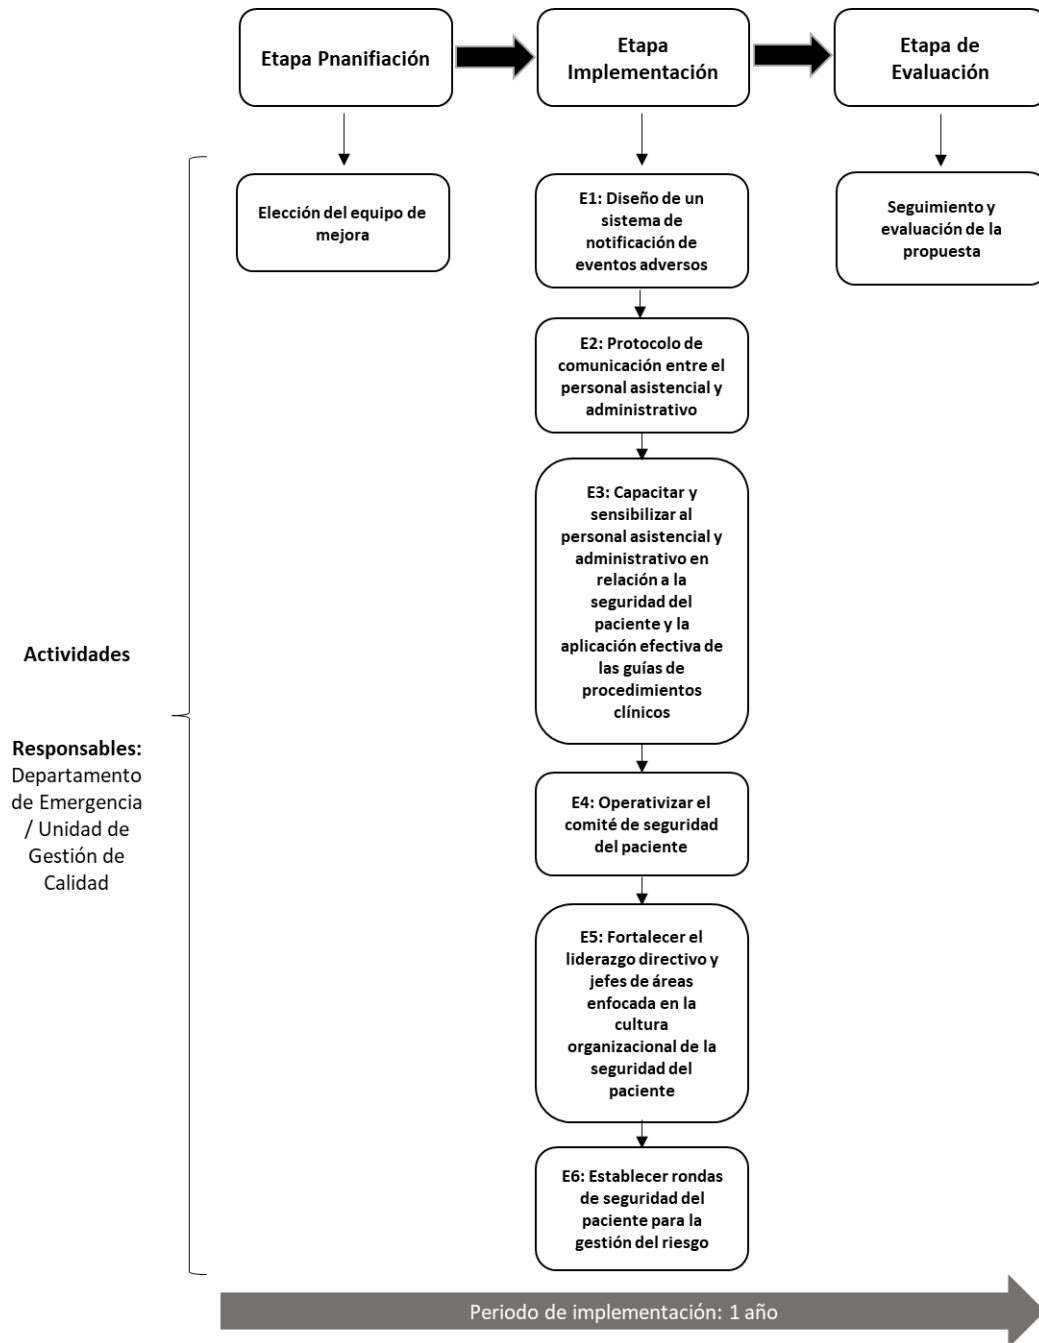 Etapa Pnanifiación
Etapa
Implementación
Etapa de
Evaluación
Elección del equipo de
mejora
E1: Diseño de un
sistema de
notificación de
eventos adversos
Seguimiento y
evaluación de la
propuesta
E2: Protocolo de
comunicación entre el
personal asistencial y
administrativo
E3: Capacitar y
sensibilizar al
personal asistencial y
administrativo en
relación a la
seguridad del
paciente y la
aplicación efectiva de
las guías de
procedimientos
clínicos
Actividades
Responsables:
Departamento
de Emergencia
/ Unidad de
Gestión de
Calidad
E4: Operativizar el
comité de seguridad
del paciente
E5: Fortalecer el
liderazgo directivo y
jefes de áreas
enfocada en la
cultura
organizacional de la
seguridad del
paciente
E6: Establecer rondas
de seguridad del
paciente para la
gestión del riesgo
Periodo de implementación: 1 año